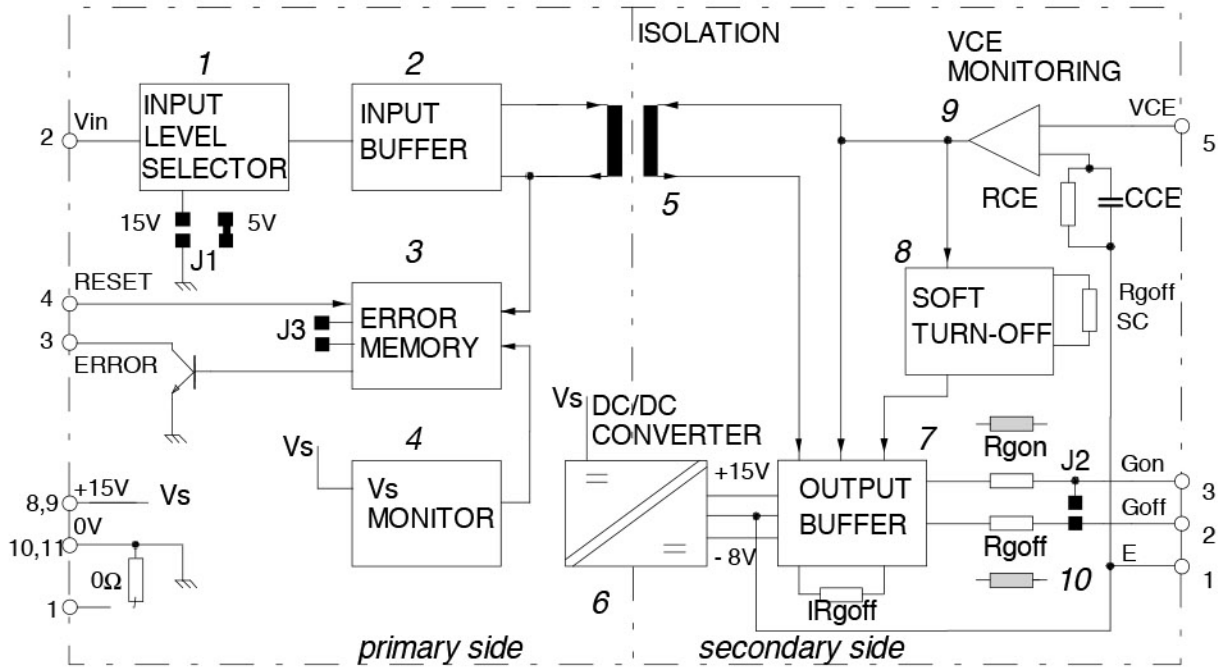 ISOLATION
VCE
MONITORING
1
2
9
INPUT
LEVEL
SELECTOR
INPUT
BUFFER
2
Vin
VCE
5
5
RCE
CCE
15V
5V
J1
3
8
RESET
4
3
ERROR
J3
ERROR
MEMORY
SOFT
TURN-OFF
Rgoff
SC
4
Vs
DC/DC
CONVERTER
7
Rgon
J2
Gon
3
Vs
Vs
MONITOR
+15V
- 8V
OUTPUT
BUFFER
Goff
2
Rgoff
8,9
+15V
Vs
0V
10,11
E
1
0Ω
1
6
IRgoff
10
primary side
secondary side